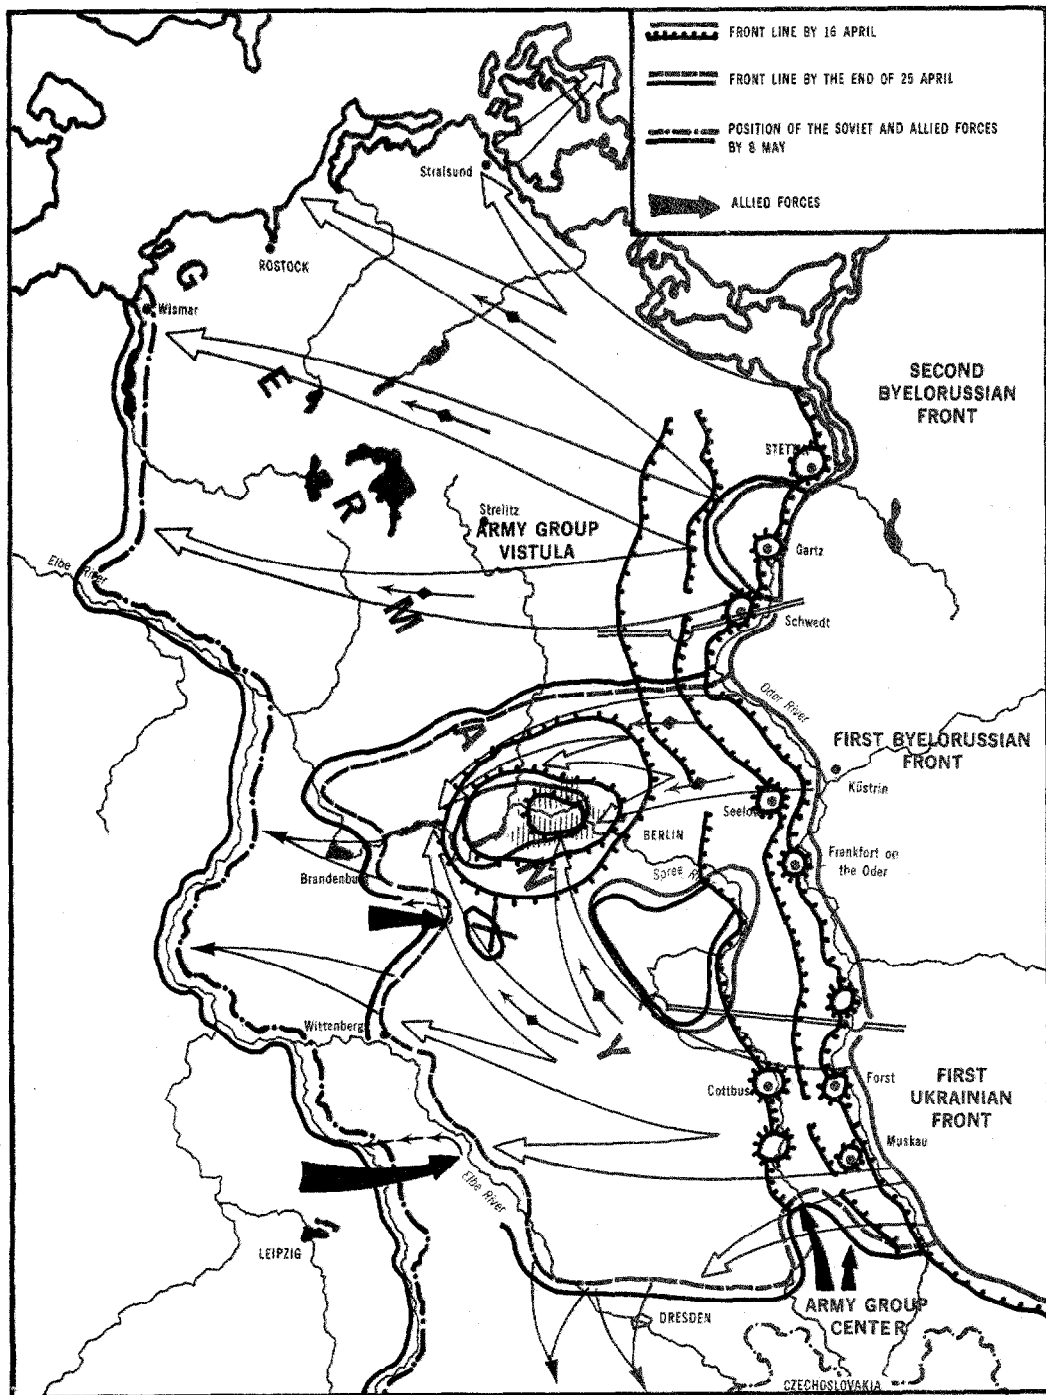 FRONT LINE BY 16 APRIL
FRONT LINE BY THE END OF 25 APRIL
POSITION OF THE SOVIET AND ALLIED FORCES
BY 8 MAY
ALLIED FORCES
Stralsund
ROSTOCK
Wismar
GERMANY
SECOND
BYELORUSSIAN
FRONT
Strelitz
ARMY GROUP
VISTULA
Gartz
Schwedt
Elbe River
Oder River
FIRST BYELORUSSIAN
FRONT
Küstrin
BERLIN
Frankfort on
the Oder
Spree
Wittenberg
Cottbus
Forst
FIRST
UKRAINIAN
FRONT
Muskau
Elbe River
LEIPZIG
DRESDEN
ARMY GROUP
CENTER
CZECHOSLOVAKIA